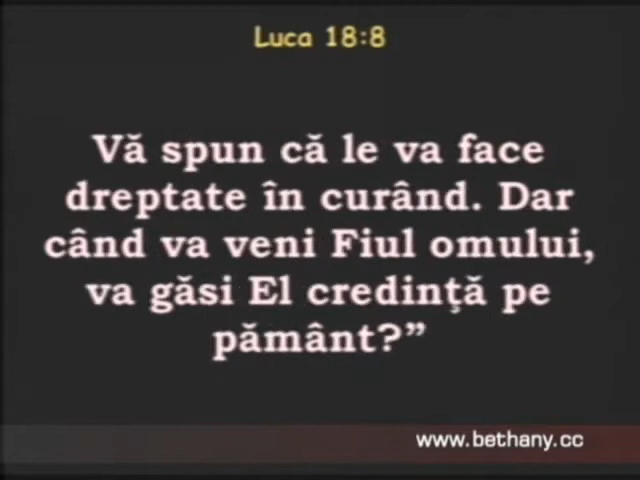 Luca 18:8
Vă spun că le va face
dreptate în curând. Dar
când va veni Fiul omului,
va găsi El credinţă pe
pământ?”
www.bethany.cc